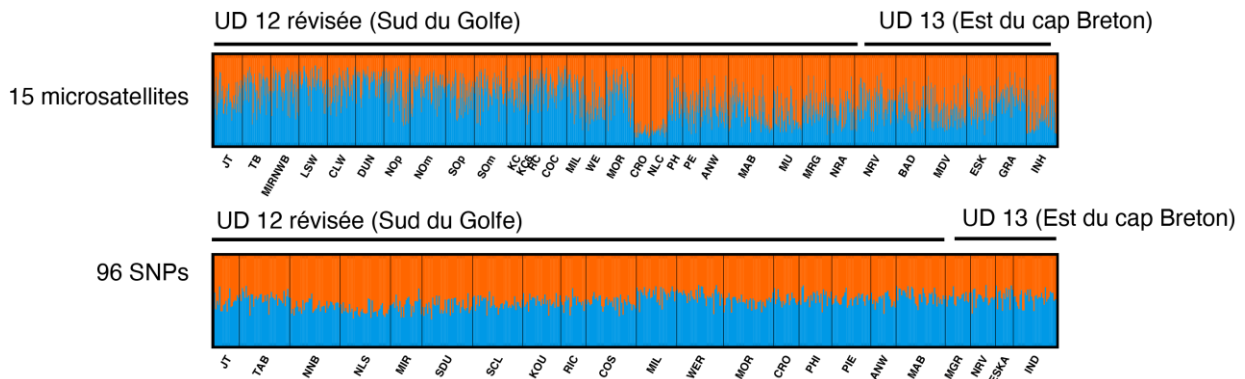 UD 12 révisée (Sud du Golfe) UD 13 (Est du cap Breton)
15 microsatellites
JT TB MIRNWB LSW CLW DUN NOp NOm SOp SOm KC RC COC MIL WE MOR CRO NLC PH PE ANW MAB MU MRG NRA NRV BAD MDV ESK GRA INH
UD 12 révisée (Sud du Golfe) UD 13 (Est du cap Breton)
96 SNPs
JT TAB NNB NLS MIR SDU SCL KOU RIC COS MIL WER MOR CRO PHI PIE ANW MAB MGR NRV ESKA IND